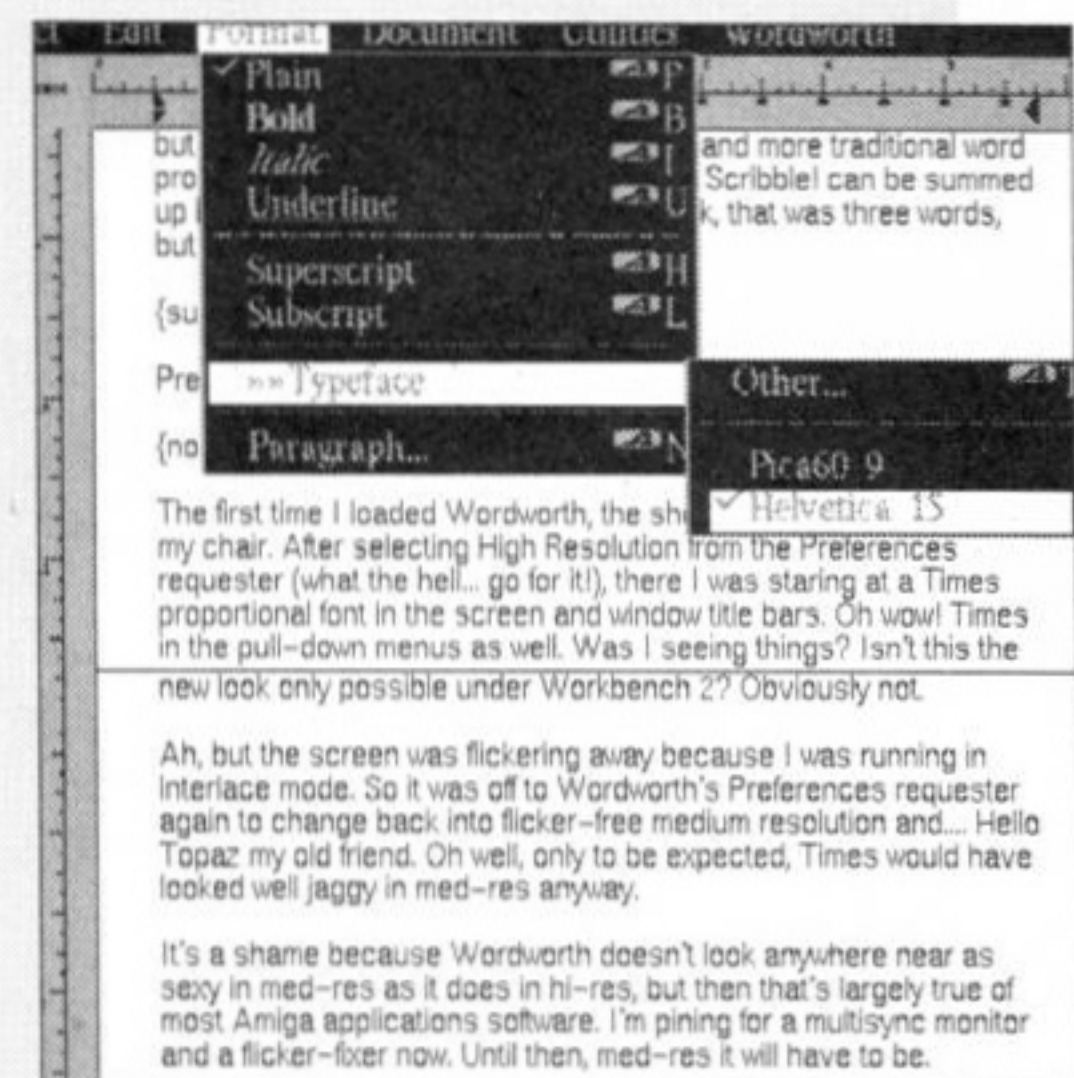 ct Edit Format Document Utilities Wordworth
✓ Plain P
Bold B
Italic I
Underline U
Superscript H
Subscript L
»» Typeface
Paragraph... N
Other... T
Pica60 9
✓ Helvetica 15
but and more traditional word
pro Scribble! can be summed
up k, that was three words,
but
{su
Pre
{no
The first time I loaded Wordworth, the sh
my chair. After selecting High Resolution from the Preferences
requester (what the hell... go for it!), there I was staring at a Times
proportional font in the screen and window title bars. Oh wow! Times
in the pull-down menus as well. Was I seeing things? Isn't this the
new look only possible under Workbench 2? Obviously not.
Ah, but the screen was flickering away because I was running in
Interlace mode. So it was off to Wordworth's Preferences requester
again to change back into flicker-free medium resolution and.... Hello
Topaz my old friend. Oh well, only to be expected, Times would have
looked well jaggy in med-res anyway.
It's a shame because Wordworth doesn't look anywhere near as
sexy in med-res as it does in hi-res, but then that's largely true of
most Amiga applications software. I'm pining for a multisync monitor
and a flicker-fixer now. Until then, med-res it will have to be.